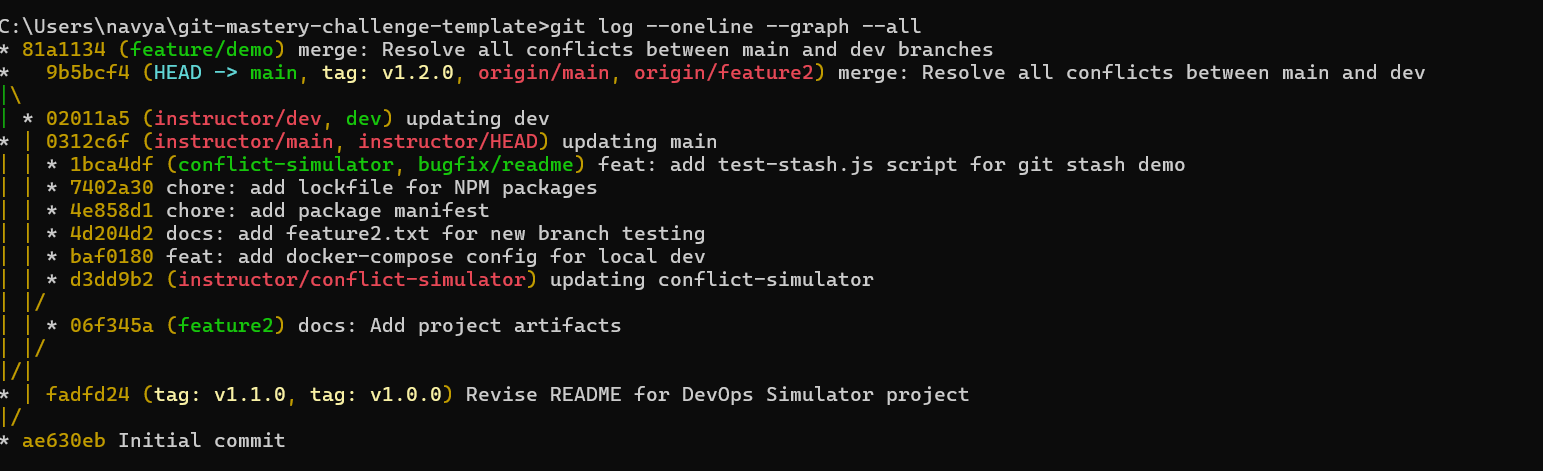 C:\Users\navya\git-mastery-challenge-template>git log --oneline --graph --all
* 81a1134 (feature/demo) merge: Resolve all conflicts between main and dev branches
*   9b5bcf4 (HEAD -> main, tag: v1.2.0, origin/main, origin/feature2) merge: Resolve all conflicts between main and dev
|\
| * 02011a5 (instructor/dev, dev) updating dev
* | 0312c6f (instructor/main, instructor/HEAD) updating main
| | * 1bca4df (conflict-simulator, bugfix/readme) feat: add test-stash.js script for git stash demo
| | * 7402a30 chore: add lockfile for NPM packages
| | * 4e858d1 chore: add package manifest
| | * 4d204d2 docs: add feature2.txt for new branch testing
| | * baf0180 feat: add docker-compose config for local dev
| | * d3dd9b2 (instructor/conflict-simulator) updating conflict-simulator
| |/
| | * 06f345a (feature2) docs: Add project artifacts
| |/
|/|
* | fadfd24 (tag: v1.1.0, tag: v1.0.0) Revise README for DevOps Simulator project
|/
* ae630eb Initial commit